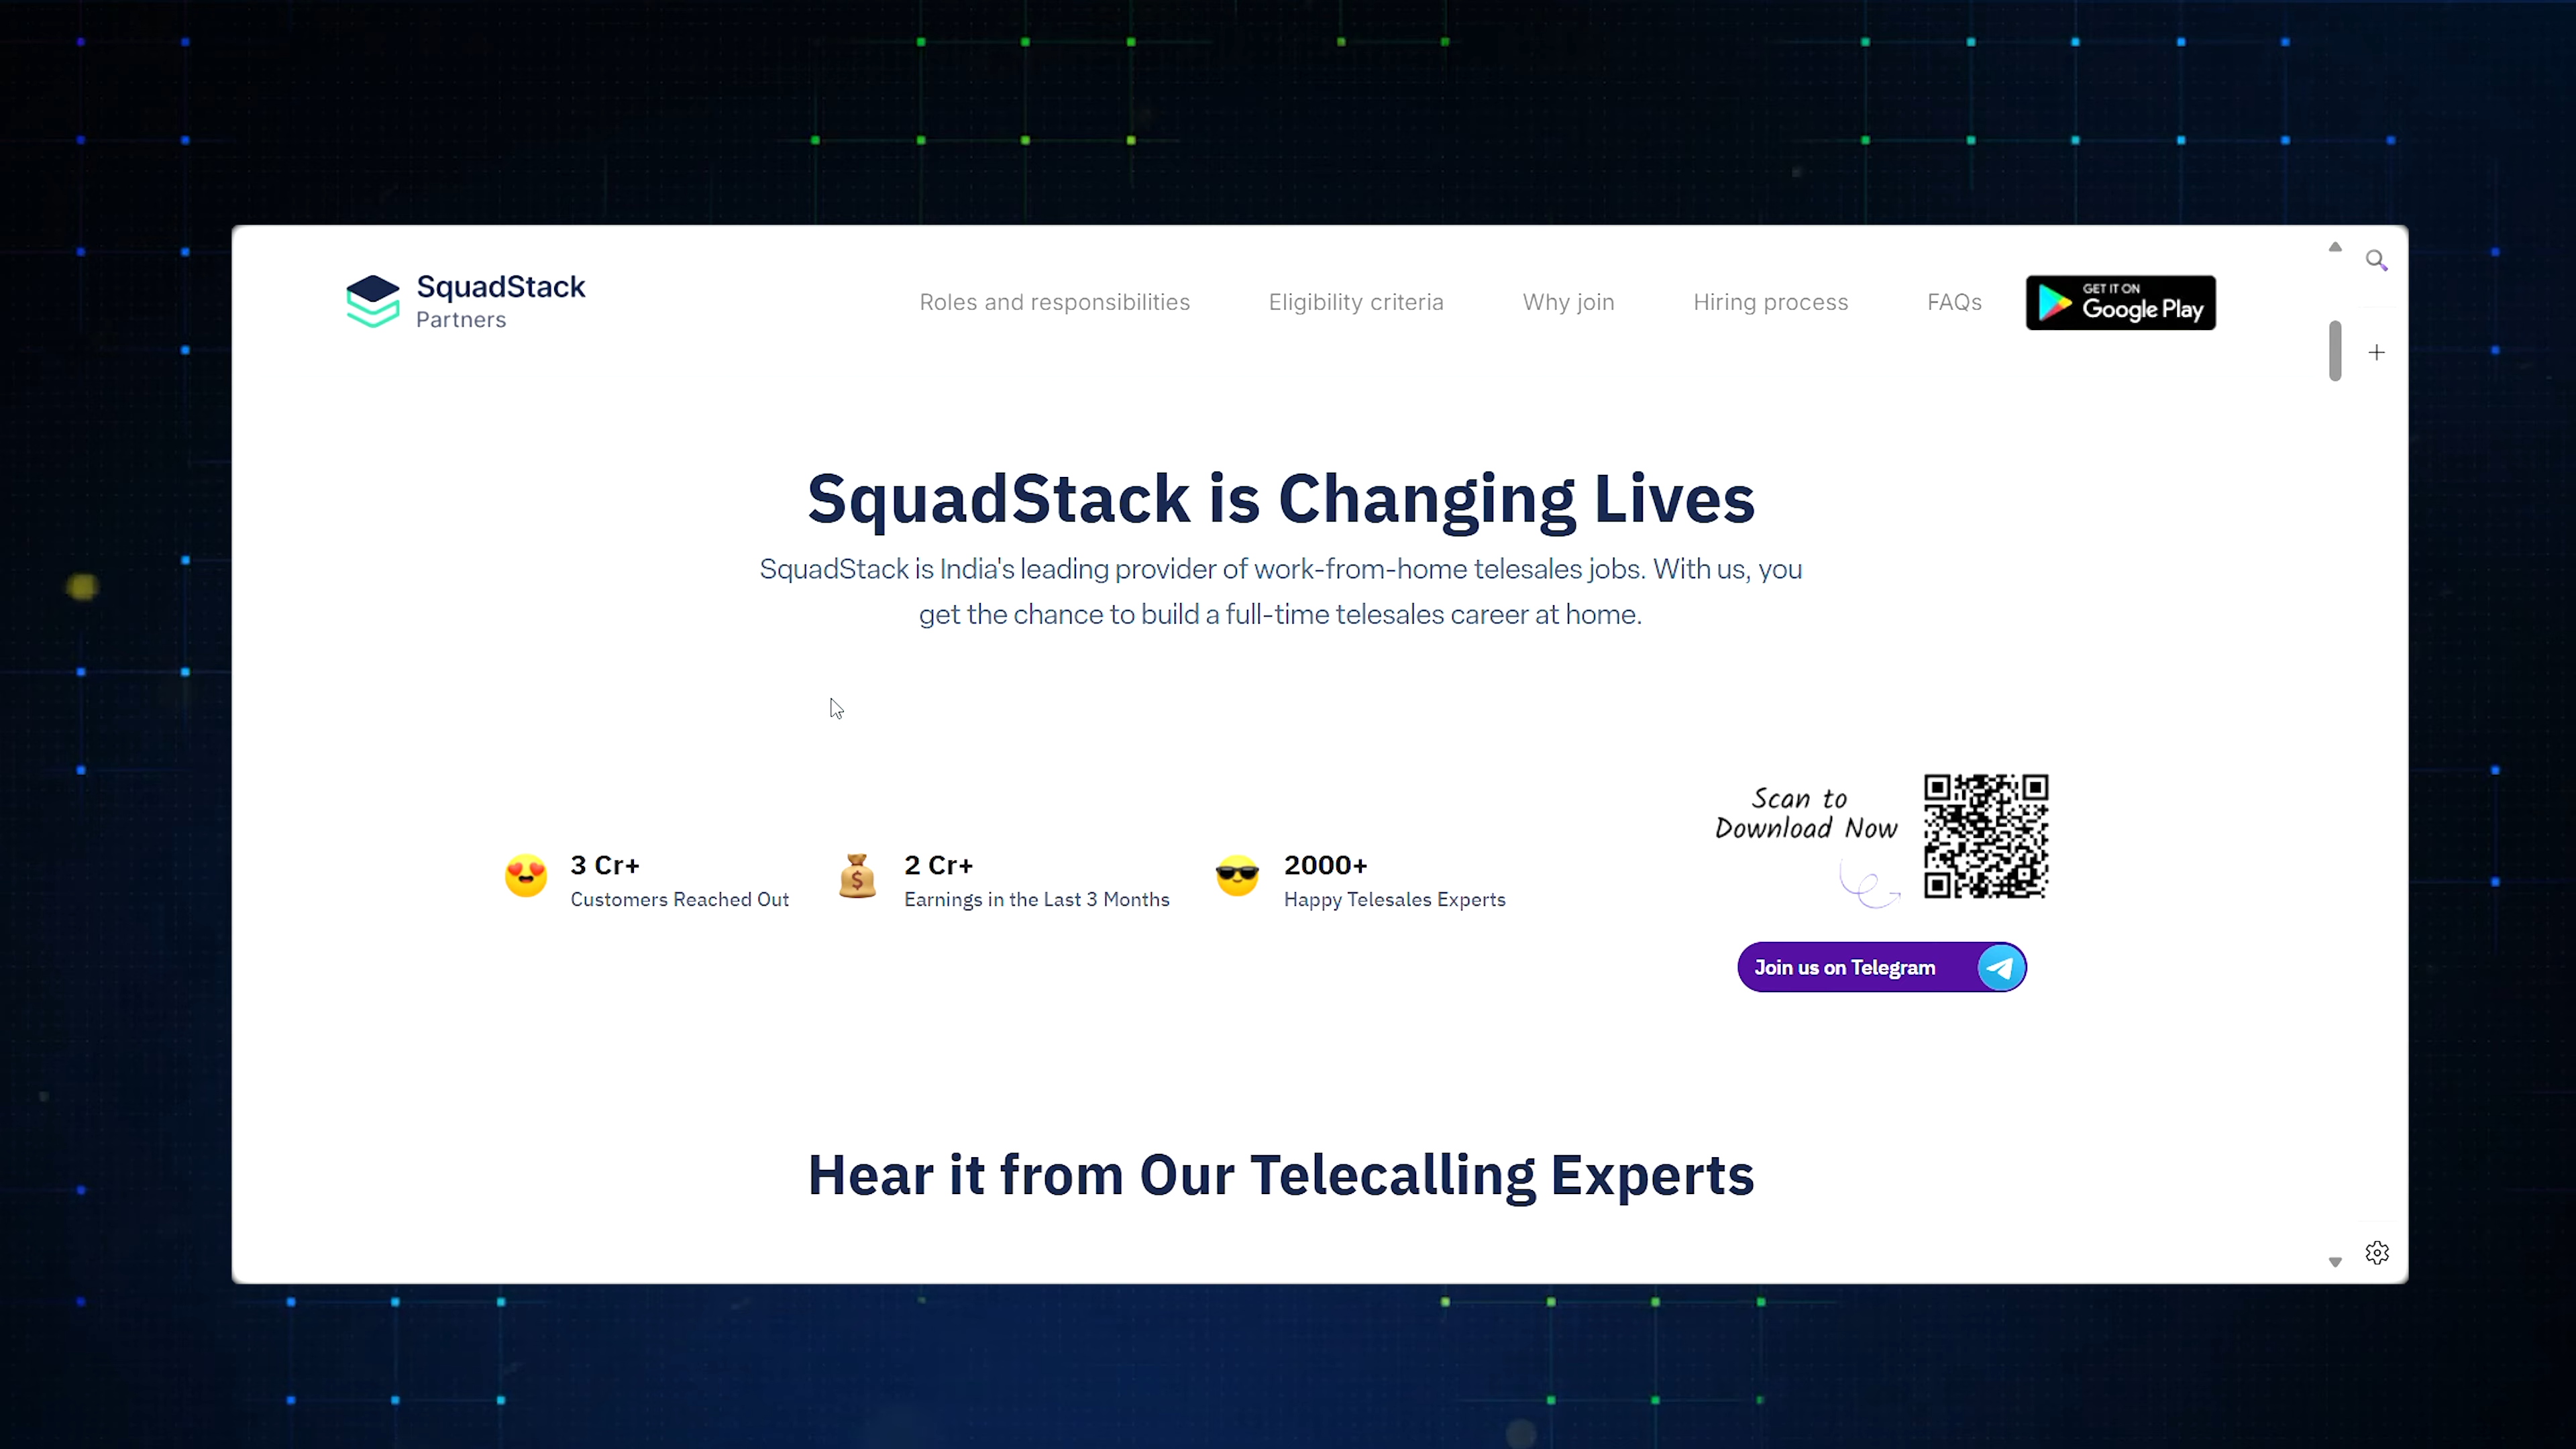 SquadStack
Partners
Roles and responsibilities
Eligibility criteria
Why join
Hiring process
FAQs
GET IT ON
Google Play
SquadStack is Changing Lives
SquadStack is India's leading provider of work-from-home telesales jobs. With us, you
get the chance to build a full-time telesales career at home.
Scan to
Download Now
3 Cr+
Customers Reached Out
2 Cr+
Earnings in the Last 3 Months
2000+
Happy Telesales Experts
Join us on Telegram
Hear it from Our Telecalling Experts